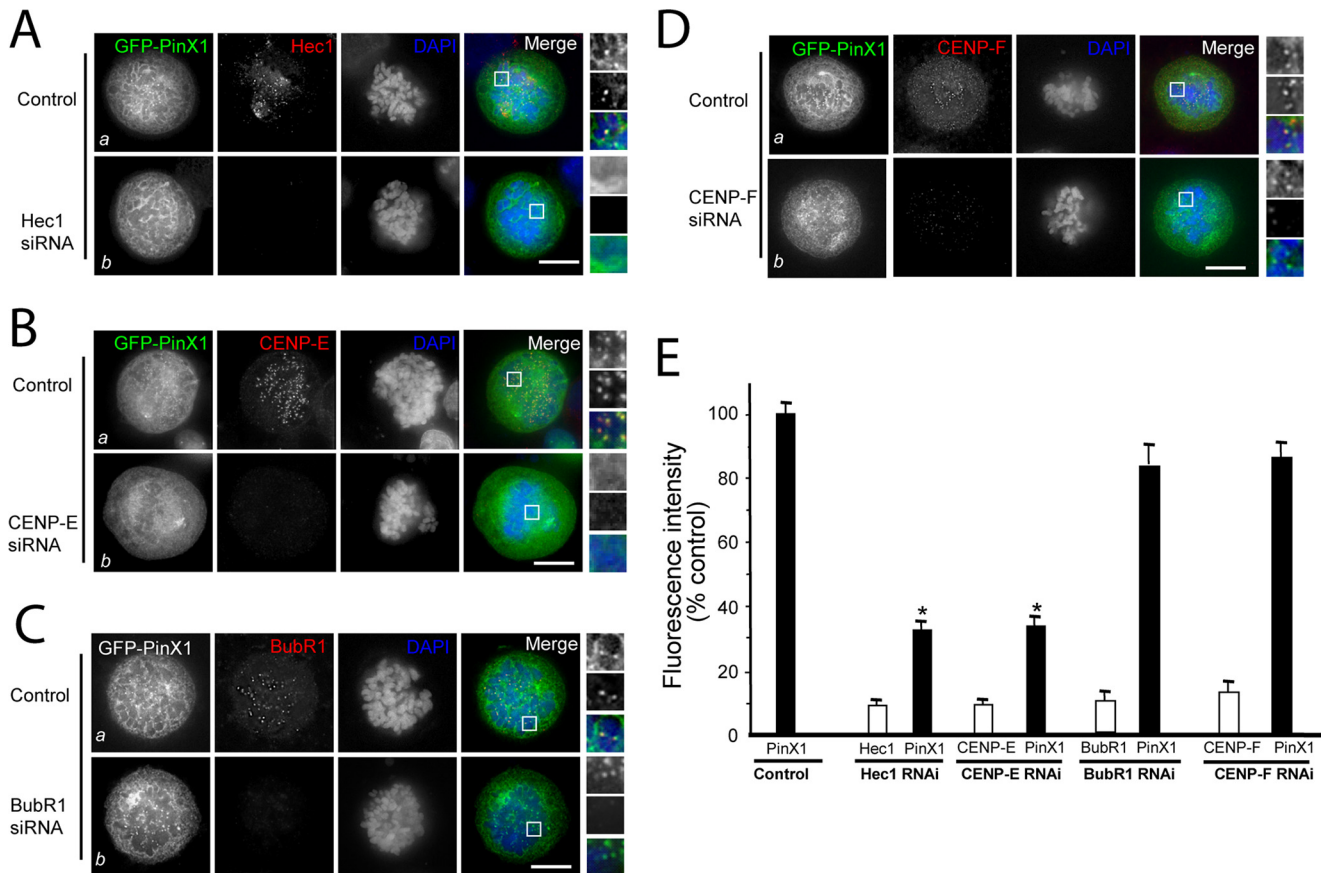 A
GFP-PinX1 Hec1 DAPI Merge
Control
a
Hec1
siRNA
b
B
GFP-PinX1 CENP-E DAPI Merge
Control
a
CENP-E
siRNA
b
C
GFP-PinX1 BubR1 DAPI Merge
Control
a
BubR1
siRNA
b
D
GFP-PinX1 CENP-F DAPI Merge
Control
a
CENP-F
siRNA
b
E
Fluorescence intensity
(% control)
100
80
60
40
20
10
0
* *
PinX1 Hec1 PinX1 CENP-E PinX1 BubR1 PinX1 CENP-F PinX1
Control Hec1 RNAi CENP-E RNAi BubR1 RNAi CENP-F RNAi